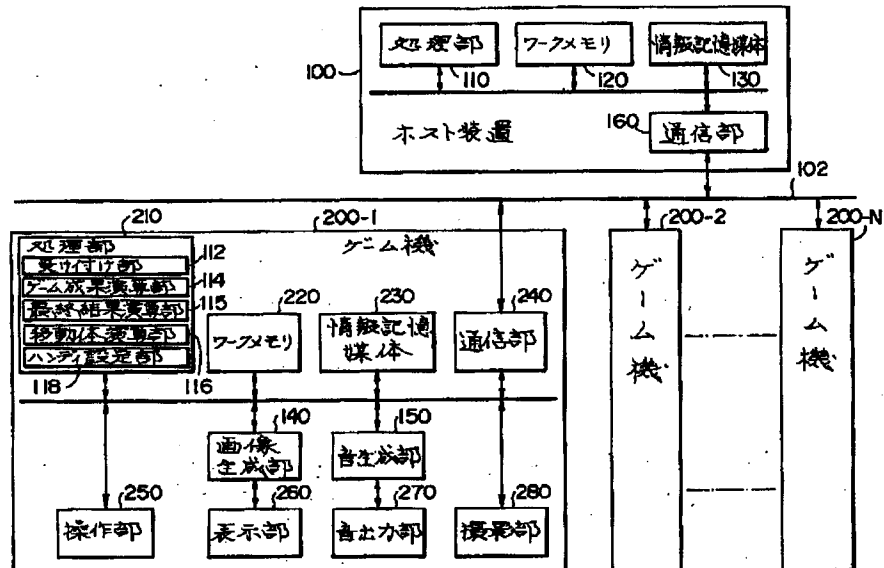 処理部
ワークメモリ
情報記憶媒体
100
110
120
130
ホスト装置
160
通信部
102
210
200-1
200-2
200-N
処理部
受け付け部
112
ゲーム成果演算部
114
最終結果演算部
115
移動体演算部
ハンディ設定部
118
116
ゲーム機
220
ワークメモリ
230
情報記憶媒体
240
通信部
ゲーム機
ゲーム機
140
画像生成部
150
音生成部
250
操作部
260
表示部
270
音出力部
280
撮影部